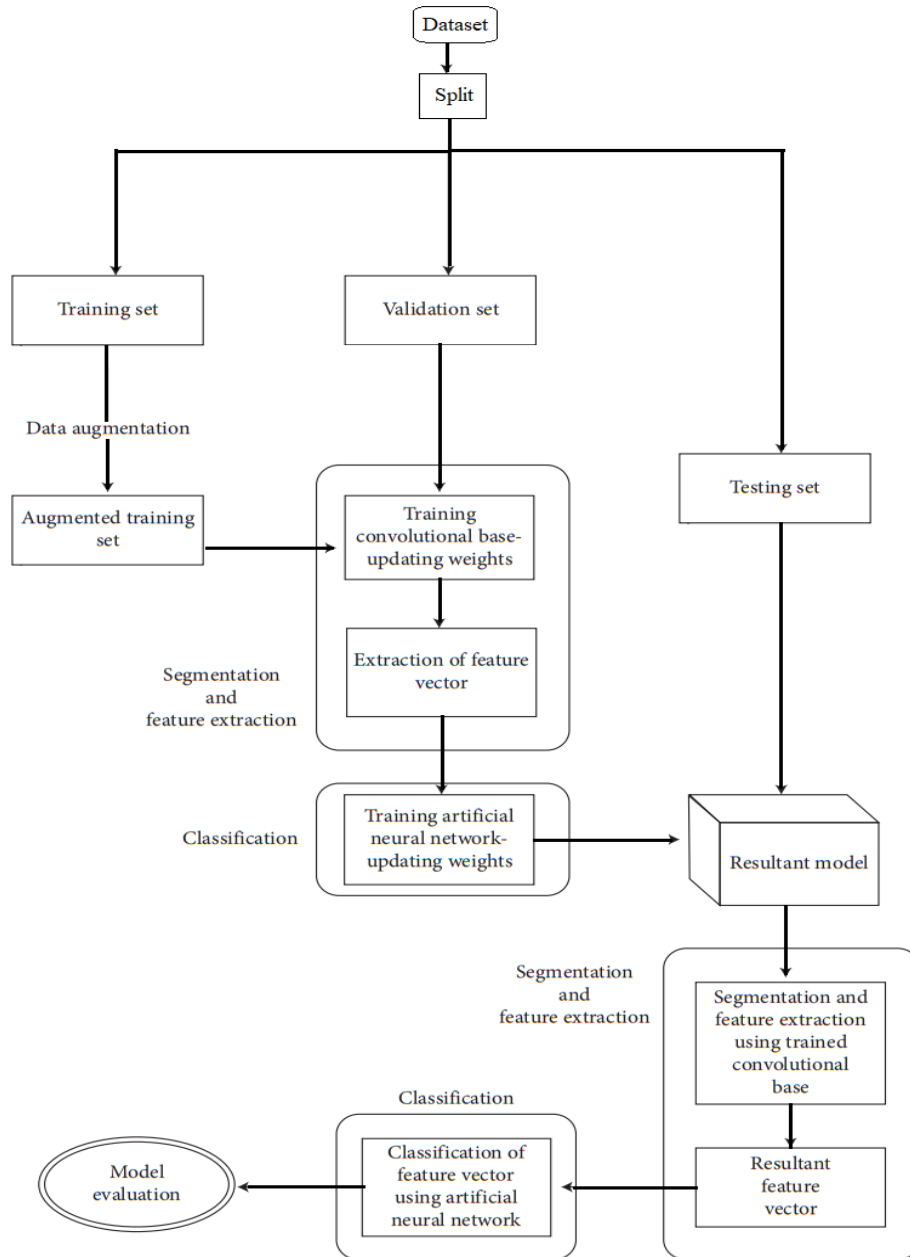 Dataset
Split
Training set
Validation set
Data augmentation
Testing set
Augmented training
set
Training
convolutional base-
updating weights
Extraction of feature
vector
Segmentation
and
feature extraction
Classification
Training artificial
neural network-
updating weights
Resultant model
Segmentation
and
feature extraction
Segmentation and
feature extraction
using trained
convolutional
base
Resultant
feature
vector
Classification
Classification of
feature vector
using artificial
neural network
Model
evaluation